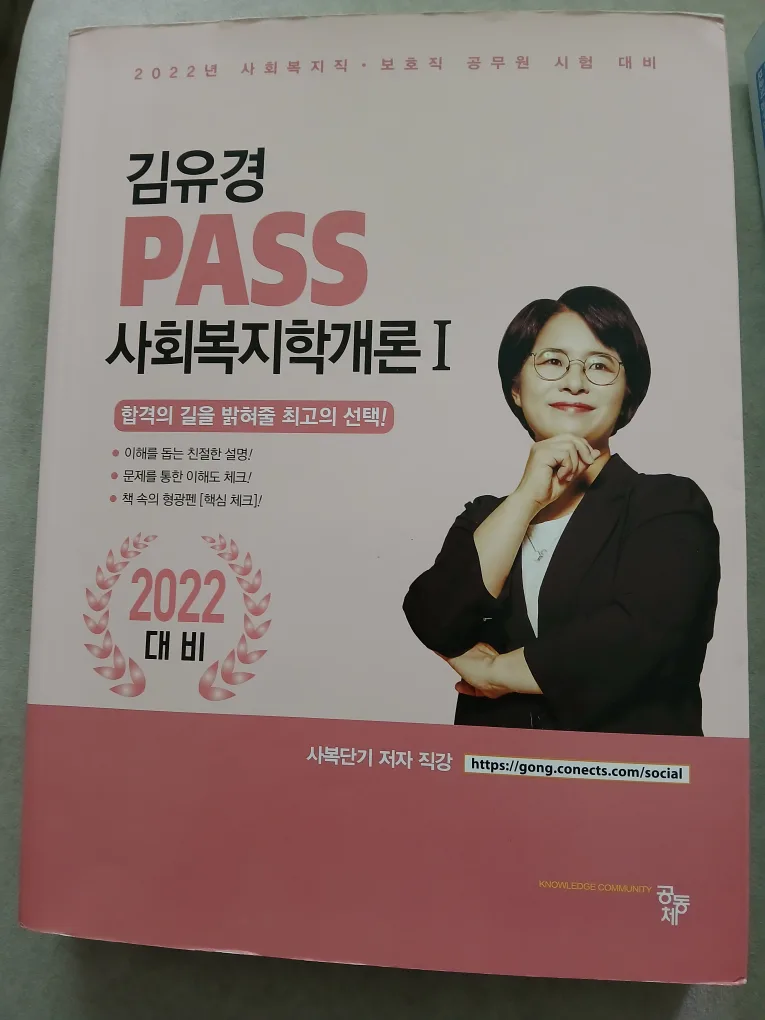 2022년 사회복지직·보호직 공무원 시험 대비
김유경
PASS
사회복지학개론 I
합격의 길을 밝혀줄 최고의 선택!
• 이해를 돕는 친절한 설명!
• 문제를 통한 이해도 체크!
• 책 속의 형광펜 [핵심 체크]!
2022
대비
사복단기 저자 직강 https://gong.conects.com/social
KNOWLEDGE COMMUNITY 공동체